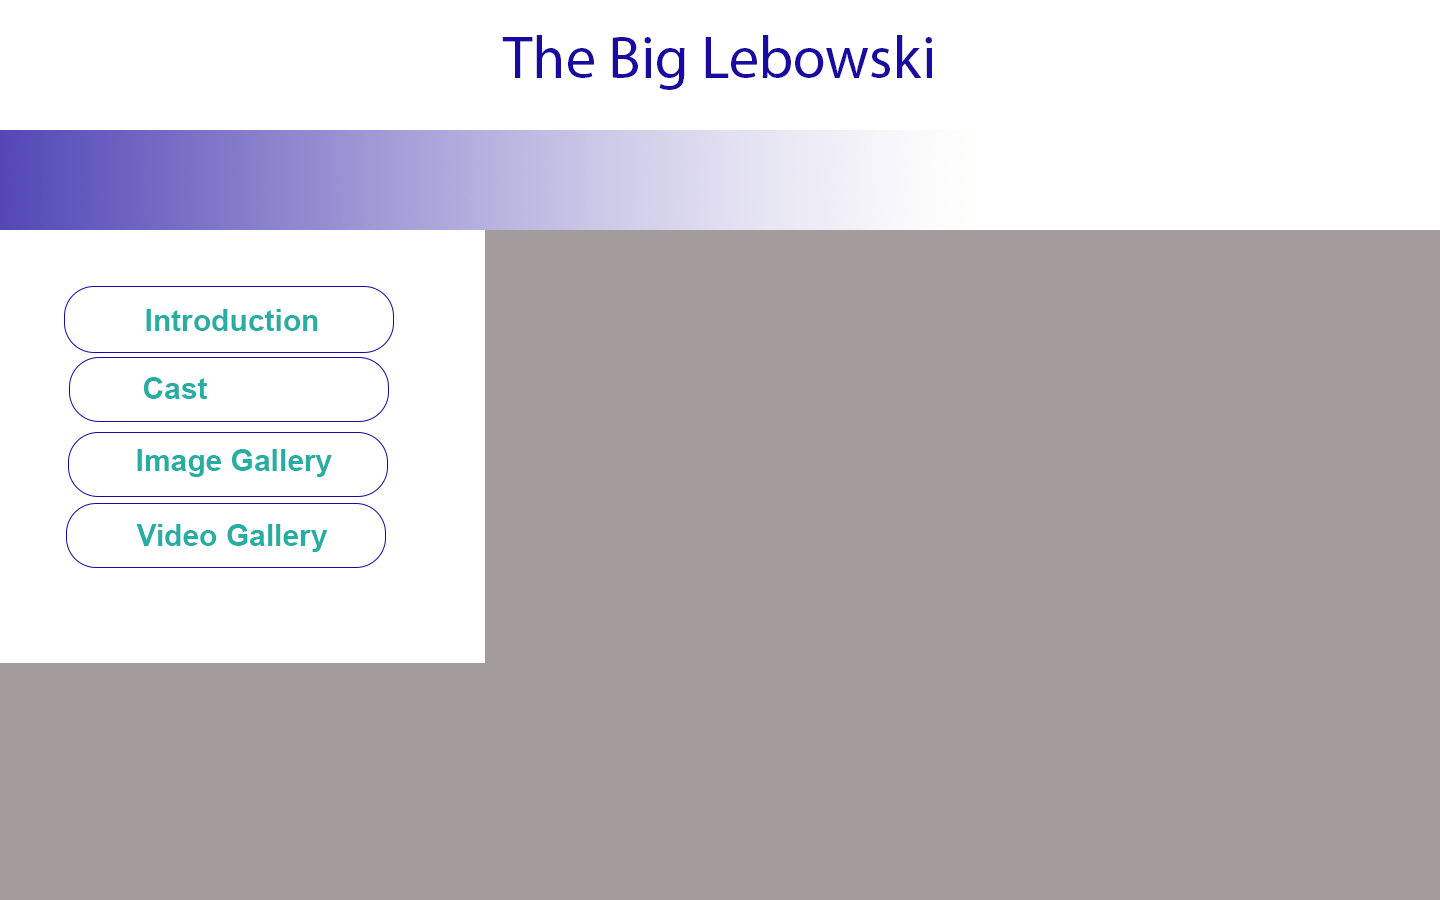 The Big Lebowski
Introduction
Cast
Image Gallery
Video Gallery